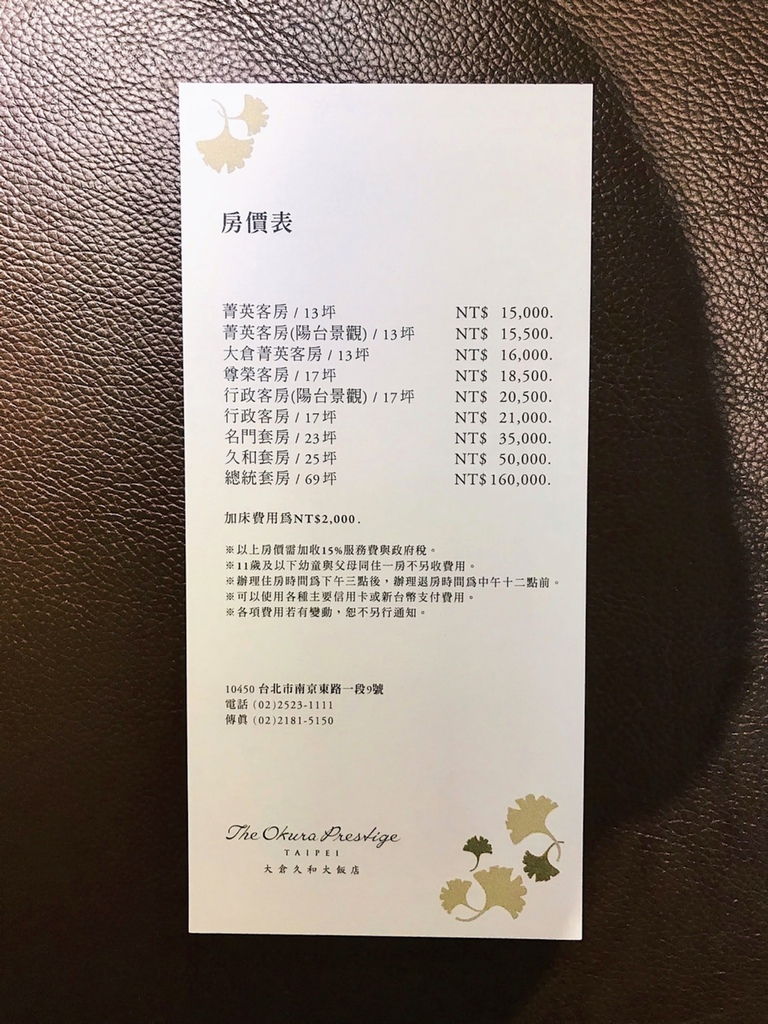 房價表
菁英客房 / 13坪 NT$ 15,000.
菁英客房(陽台景觀) / 13坪 NT$ 15,500.
大倉菁英客房 / 13坪 NT$ 16,000.
尊榮客房 / 17坪 NT$ 18,500.
行政客房(陽台景觀) / 17坪 NT$ 20,500.
行政客房 / 17坪 NT$ 21,000.
名門套房 / 23坪 NT$ 35,000.
久和套房 / 25坪 NT$ 50,000.
總統套房 / 69坪 NT$160,000.
加床費用爲NT$2,000.
※以上房價需加收15%服務費與政府稅。
※11歲及以下幼童與父母同住一房不另收費用。
※辦理住房時間爲下午三點後，辦理退房時間爲中午十二點前。
※可以使用各種主要信用卡或新台幣支付費用。
※各項費用若有變動，恕不另行通知。
10450 台北市南京東路一段9號
電話 (02)2523-1111
傳眞 (02)2181-5150
The Okura Prestige
TAIPEI
大倉久和大飯店